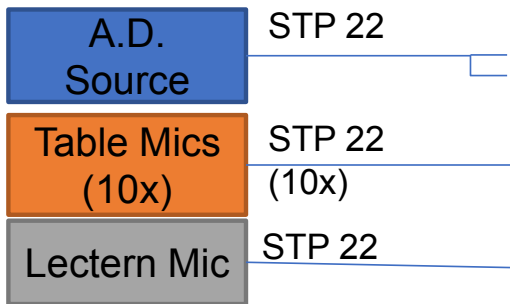 A.D.
Source
STP 22
Table Mics
(10x)
STP 22
(10x)
Lectern Mic
STP 22